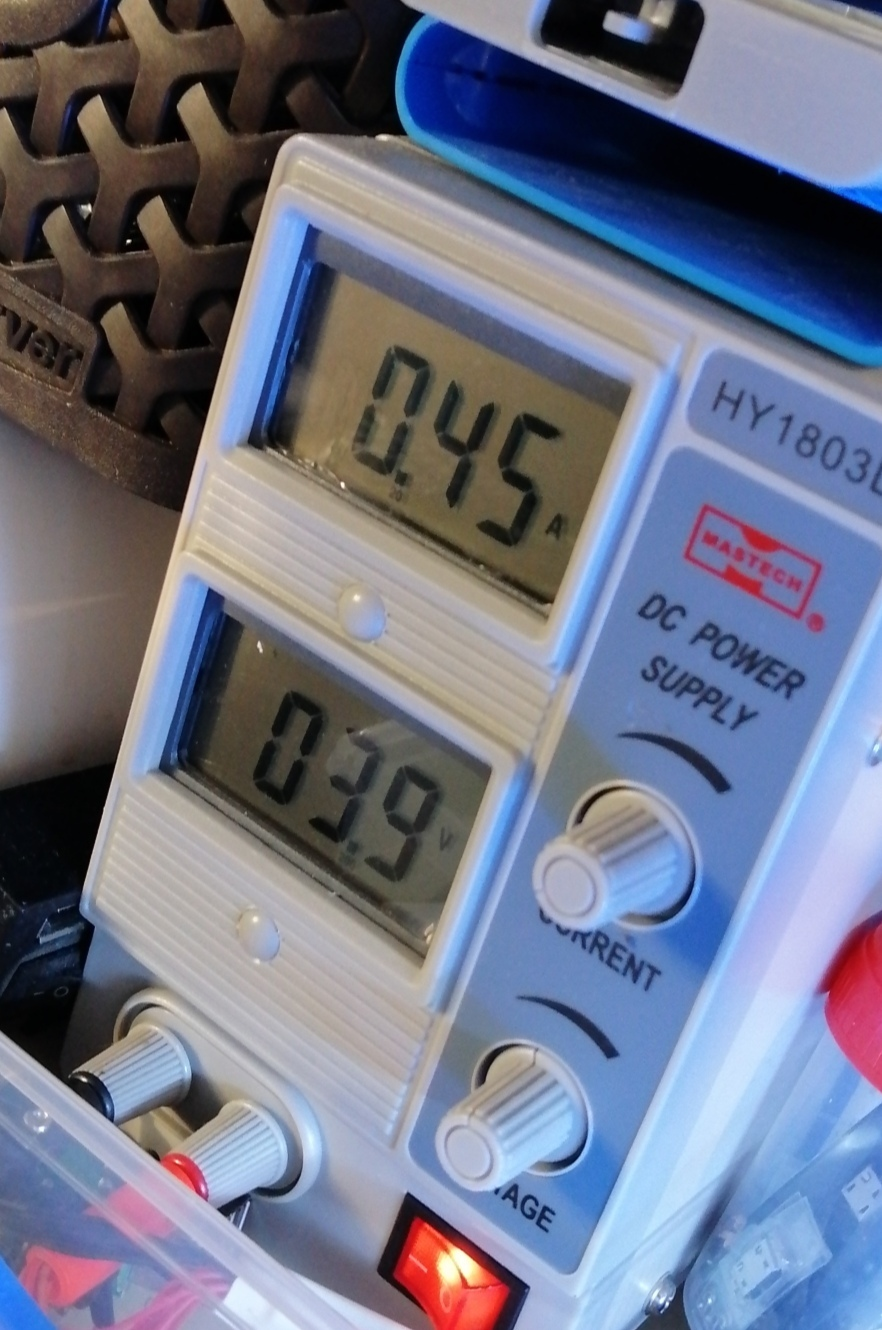 rver
0.45 A
HY1803
MASTECH®
DC POWER
SUPPLY
03.9 V
CURRENT
TAGE